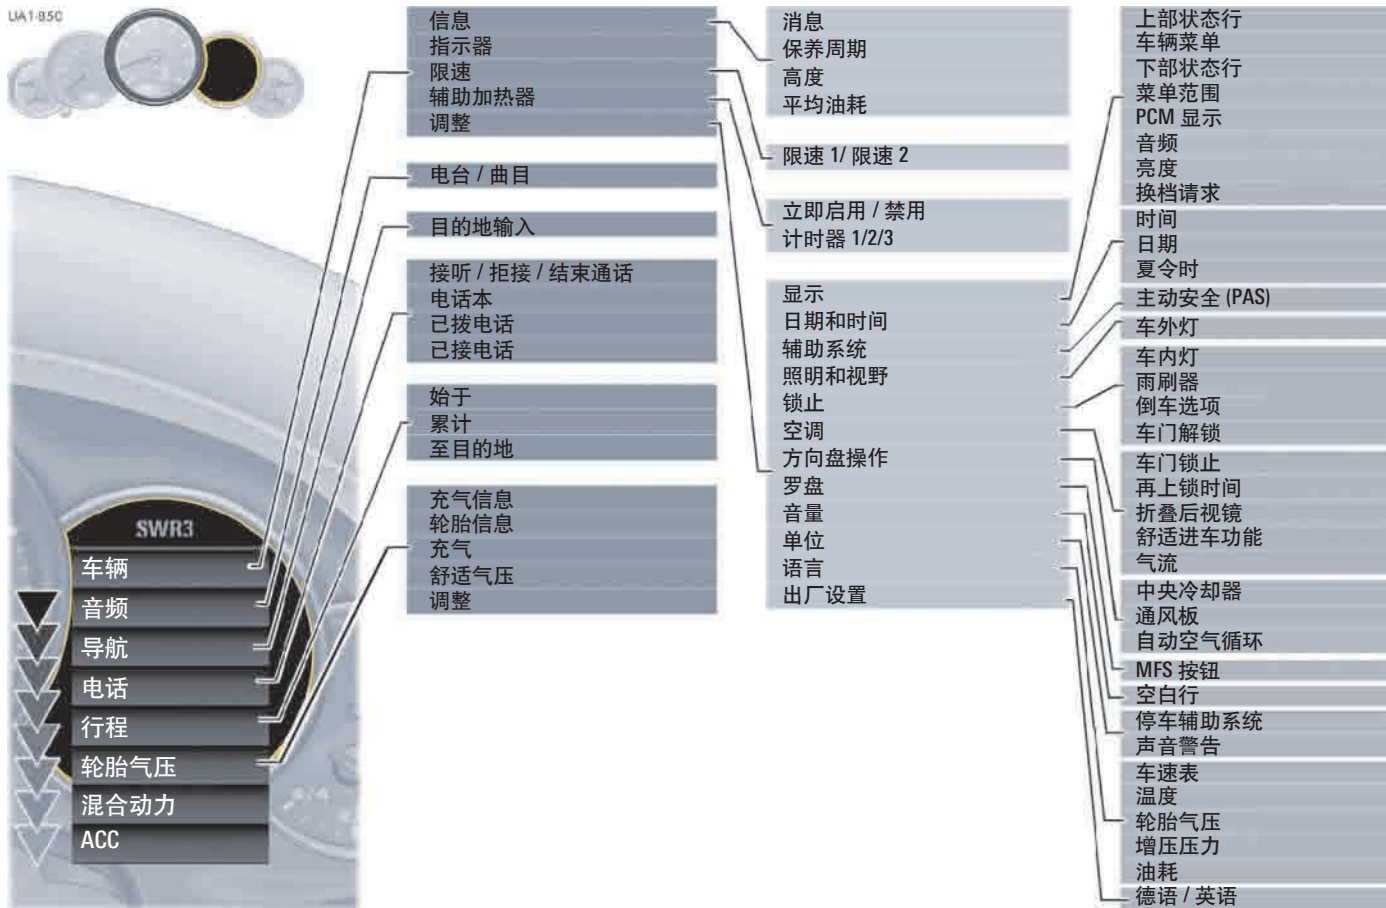 UA1-85C
SWR3
车辆
音频
导航
电话
行程
轮胎气压
混合动力
ACC
信息
指示器
限速
辅助加热器
调整
电台 / 曲目
目的地输入
接听 / 拒接 / 结束通话
电话本
已拨电话
已接电话
始于
累计
至目的地
充气信息
轮胎信息
充气
舒适气压
调整
消息
保养周期
高度
平均油耗
限速 1/ 限速 2
立即启用 / 禁用
计时器 1/2/3
显示
日期和时间
辅助系统
照明和视野
锁止
空调
方向盘操作
罗盘
音量
单位
语言
出厂设置
上部状态行
车辆菜单
下部状态行
菜单范围
PCM 显示
音频
亮度
换档请求
时间
日期
夏令时
主动安全 (PAS)
车外灯
车内灯
雨刷器
倒车选项
车门解锁
车门锁止
再上锁时间
折叠后视镜
舒适进车功能
气流
中央冷却器
通风板
自动空气循环
MFS 按钮
空白行
停车辅助系统
声音警告
车速表
温度
轮胎气压
增压压力
油耗
德语 / 英语